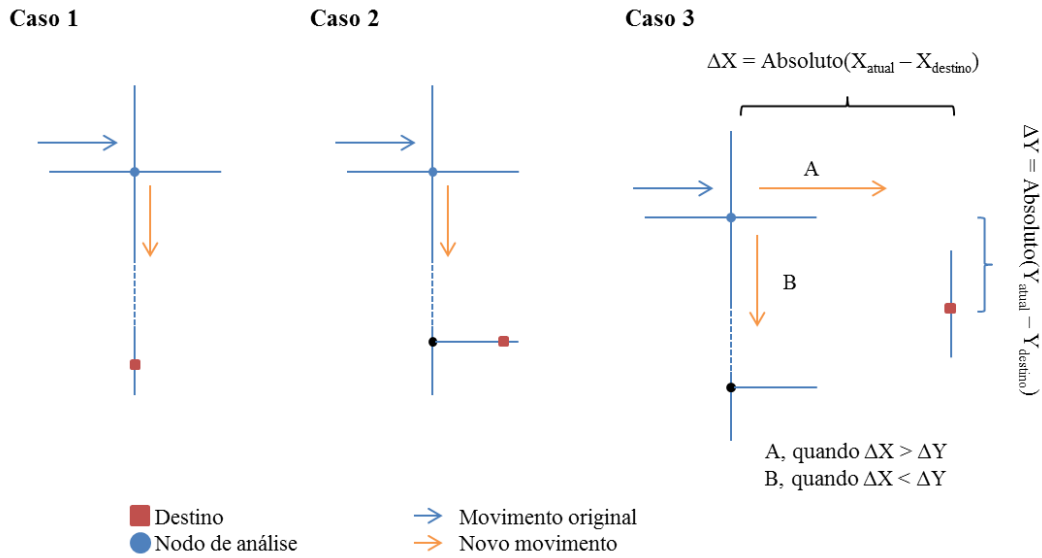 Caso 1
Caso 2
Caso 3
ΔX = Absoluto(Xatual – Xdestino)
ΔY = Absoluto(Yatual – Ydestino)
A
B
A, quando ΔX > ΔY
B, quando ΔX < ΔY
Destino
Nodo de análise
Movimento original
Novo movimento